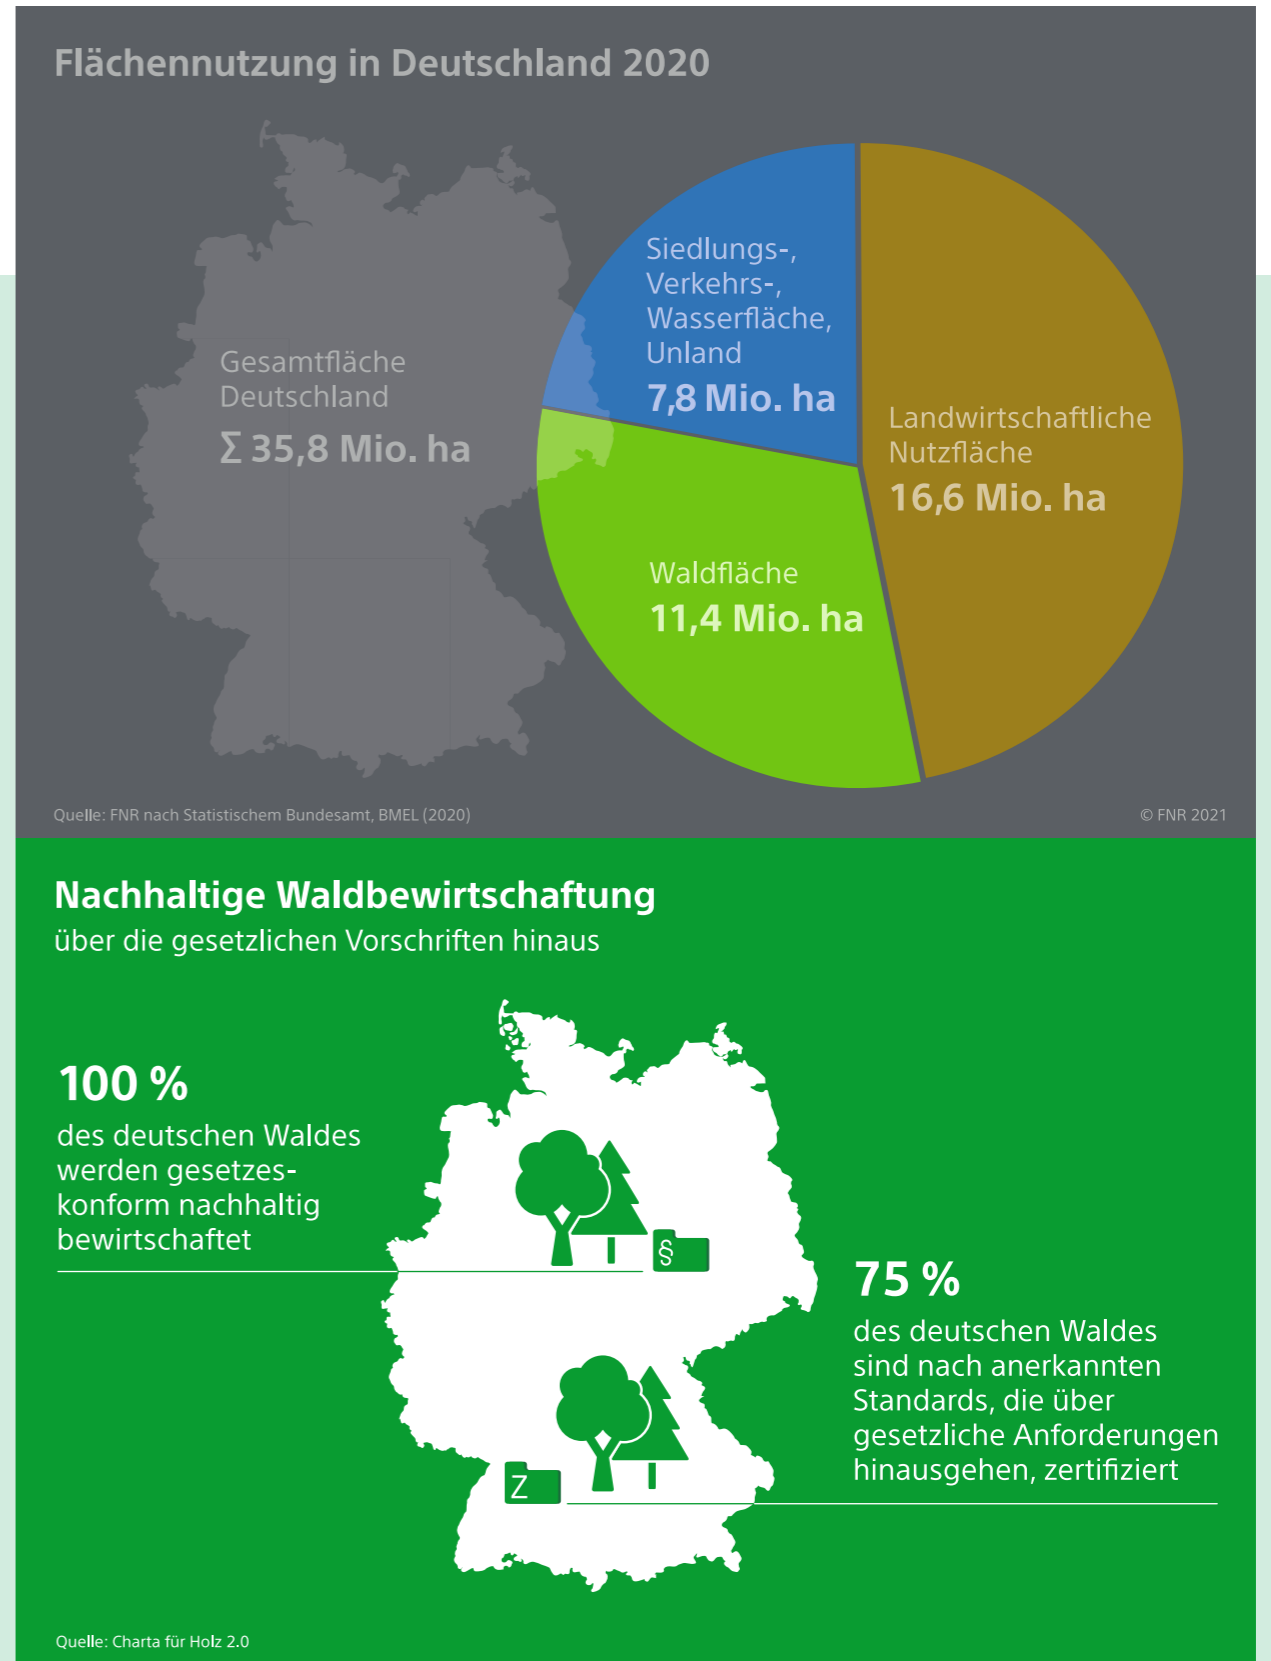 Flächennutzung in Deutschland 2020
Siedlungs-,
Verkehrs-,
Wasserfläche,
Unland
7,8 Mio. ha
Gesamtfläche
Deutschland
Σ 35,8 Mio. ha
Landwirtschaftliche
Nutzfläche
16,6 Mio. ha
Waldfläche
11,4 Mio. ha
Quelle: FNR nach Statistischem Bundesamt, BMEL (2020)
© FNR 2021
Nachhaltige Waldbewirtschaftung
über die gesetzlichen Vorschriften hinaus
100 %
des deutschen Waldes
werden gesetzes-
konform nachhaltig
bewirtschaftet
§
75 %
des deutschen Waldes
sind nach anerkannten
Standards, die über
gesetzliche Anforderungen
hinausgehen, zertifiziert
Z
Quelle: Charta für Holz 2.0